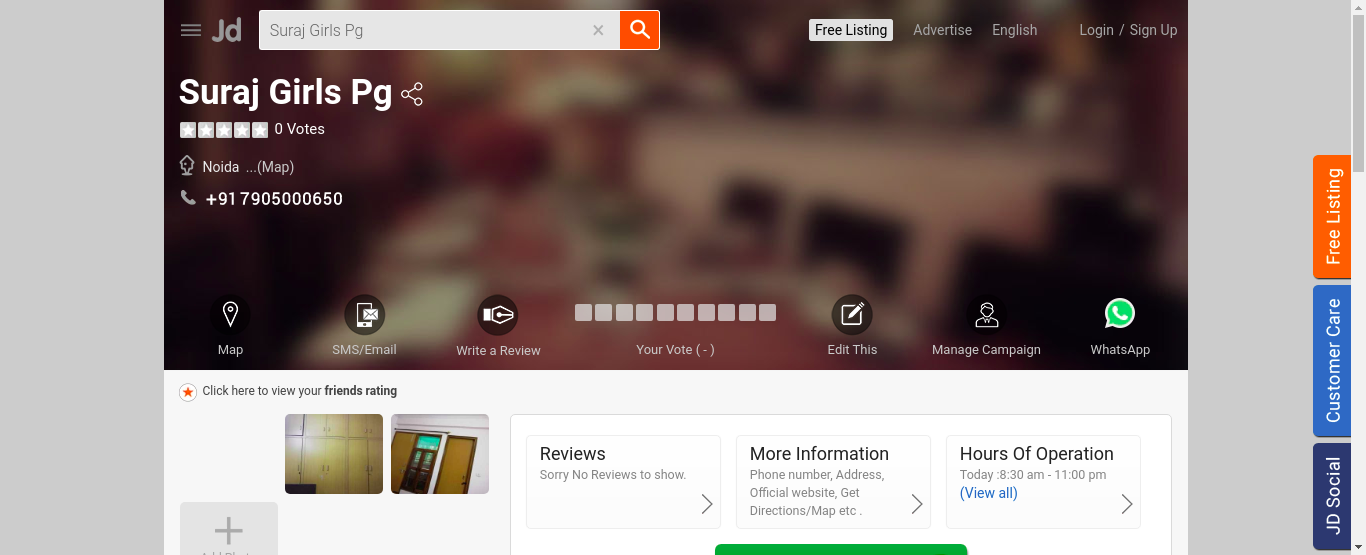 Jd
Suraj Girls Pg
Free Listing
Advertise
English
Login / Sign Up
Suraj Girls Pg
0 Votes
Noida ...(Map)
+917905000650
Map
SMS/Email
Write a Review
Your Vote ( - )
Edit This
Manage Campaign
WhatsApp
Click here to view your friends rating
Reviews
Sorry No Reviews to show.
More Information
Phone number, Address,
Official website, Get
Directions/Map etc .
Hours Of Operation
Today :8:30 am - 11:00 pm
(View all)
Free Listing
Customer Care
JD Social